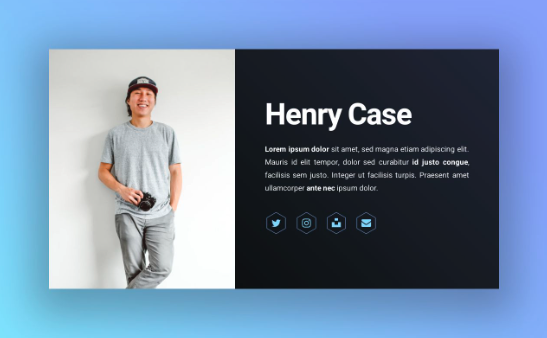 Henry Case
Lorem ipsum dolor sit amet, sed magna etiam adipiscing elit.
Mauris id elit tempor, dolor sed curabitur id justo congue,
facilisis sem justo. Integer ut facilisis turpis. Praesent amet
ullamcorper ante nec ipsum dolor.